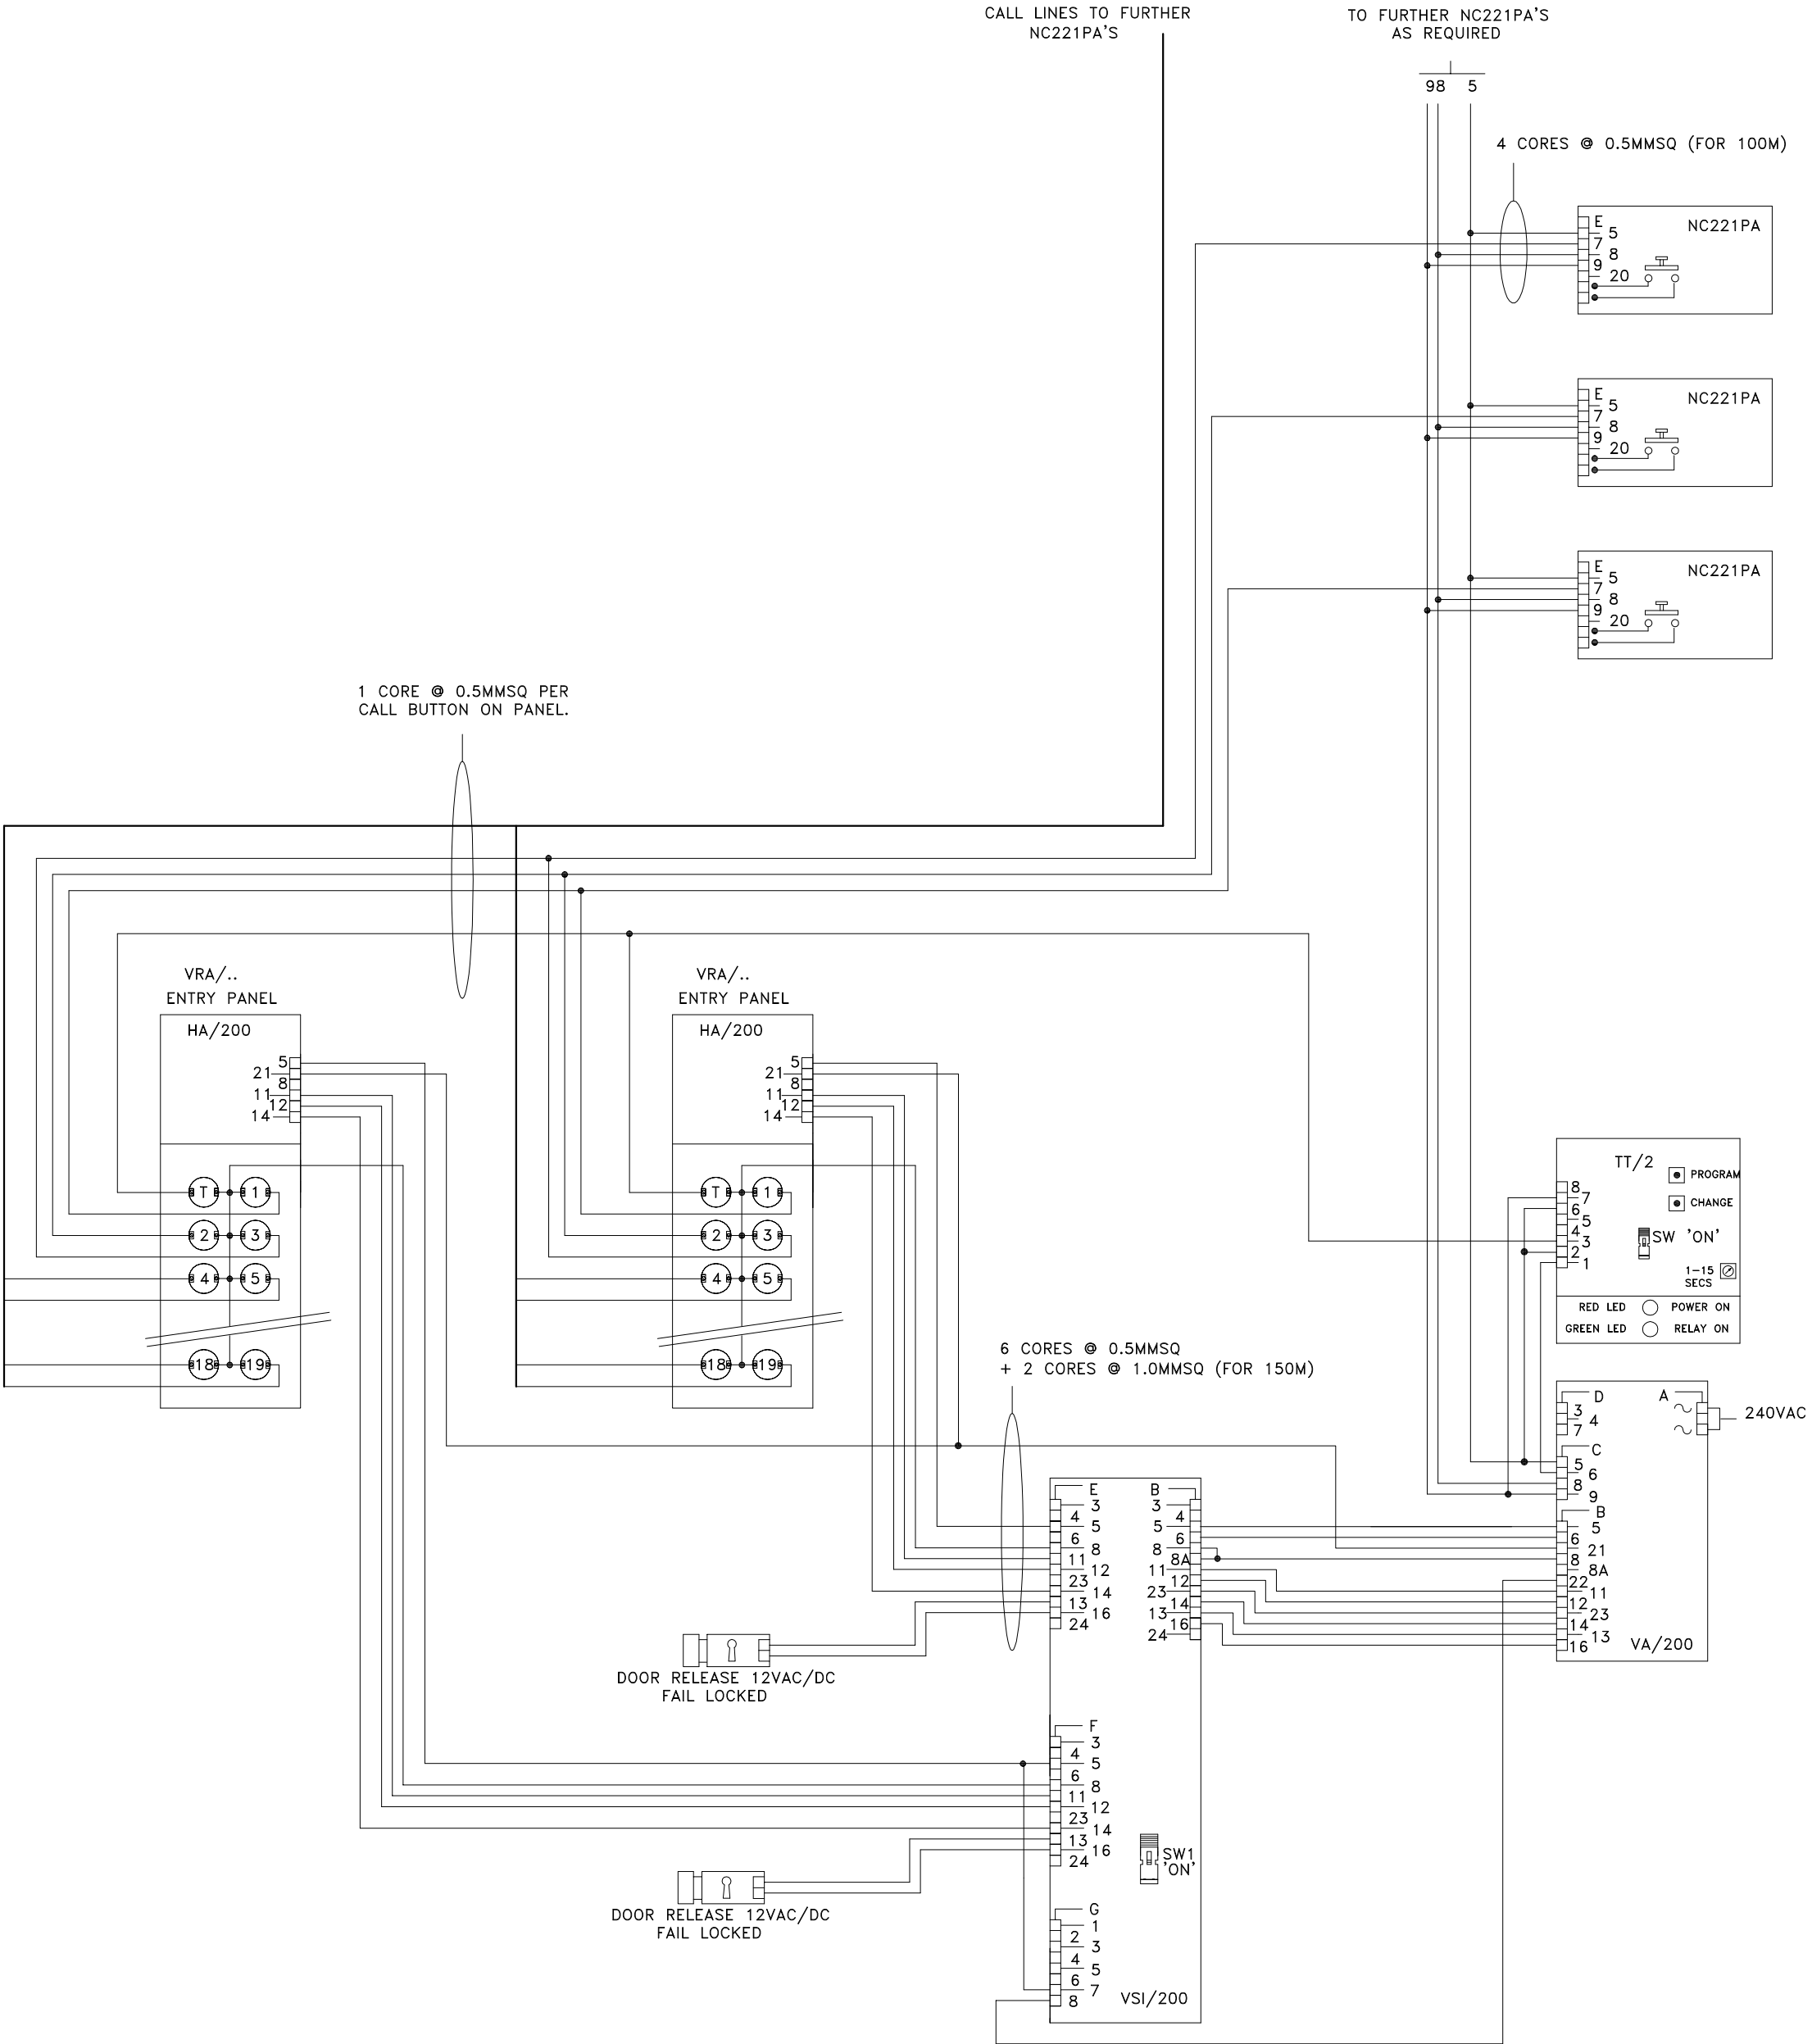 CALL LINES TO FURTHER
NC221PA'S
TO FURTHER NC221PA'S
AS REQUIRED
98 5
4 CORES @ 0.5MMSQ (FOR 100M)
NC221PA
E
5
7
8
9
20
NC221PA
E
5
7
8
9
20
NC221PA
E
5
7
8
9
20
1 CORE @ 0.5MMSQ PER
CALL BUTTON ON PANEL.
VRA/..
ENTRY PANEL
HA/200
5
21
8
11
12
14
T 1
2 3
4 5
18 19
VRA/..
ENTRY PANEL
HA/200
5
21
8
11
12
14
T 1
2 3
4 5
18 19
TT/2
PROGRAM
CHANGE
SW 'ON'
1-15
SECS
8
7
6
5
4
3
2
1
RED LED POWER ON
GREEN LED RELAY ON
6 CORES @ 0.5MMSQ
+ 2 CORES @ 1.0MMSQ (FOR 150M)
D
3
4
7
A
240VAC
C
5
6
8
9
B
5
6
21
8
8A
22
11
12
23
14
13
16
VA/200
E
3
4
5
6
8
11
12
23
14
13
16
24
B
3
4
5
6
8
8A
11
12
23
14
13
16
24
DOOR RELEASE 12VAC/DC
FAIL LOCKED
F
3
4
5
6
8
11
12
23
14
13
16
24
SW1
'ON'
DOOR RELEASE 12VAC/DC
FAIL LOCKED
G
1
2
3
4
5
6
7
8
VSI/200